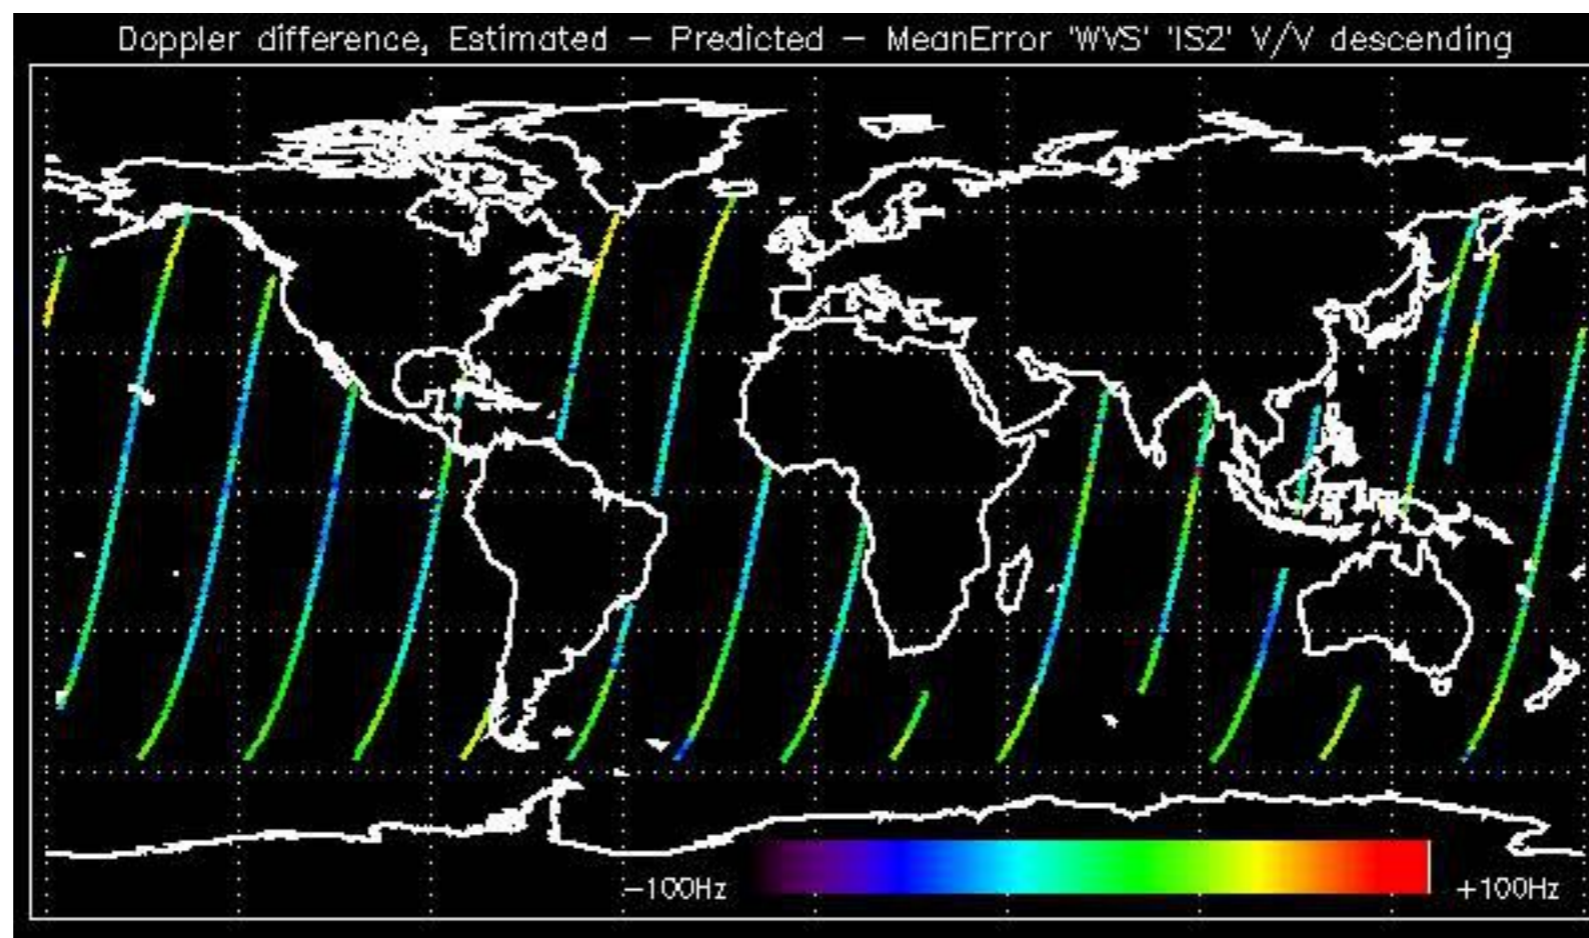 Doppler difference, Estimated – Predicted – MeanError 'WVS' 'IS2' V/V descending
–100Hz
+100Hz